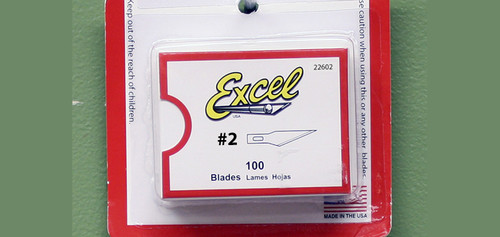 Keep out of the
reach of children.
22602
Excel
USA
#2
100
Blades Lames Hojas
se caution when using
this or any other blades.
MADE IN THE USA